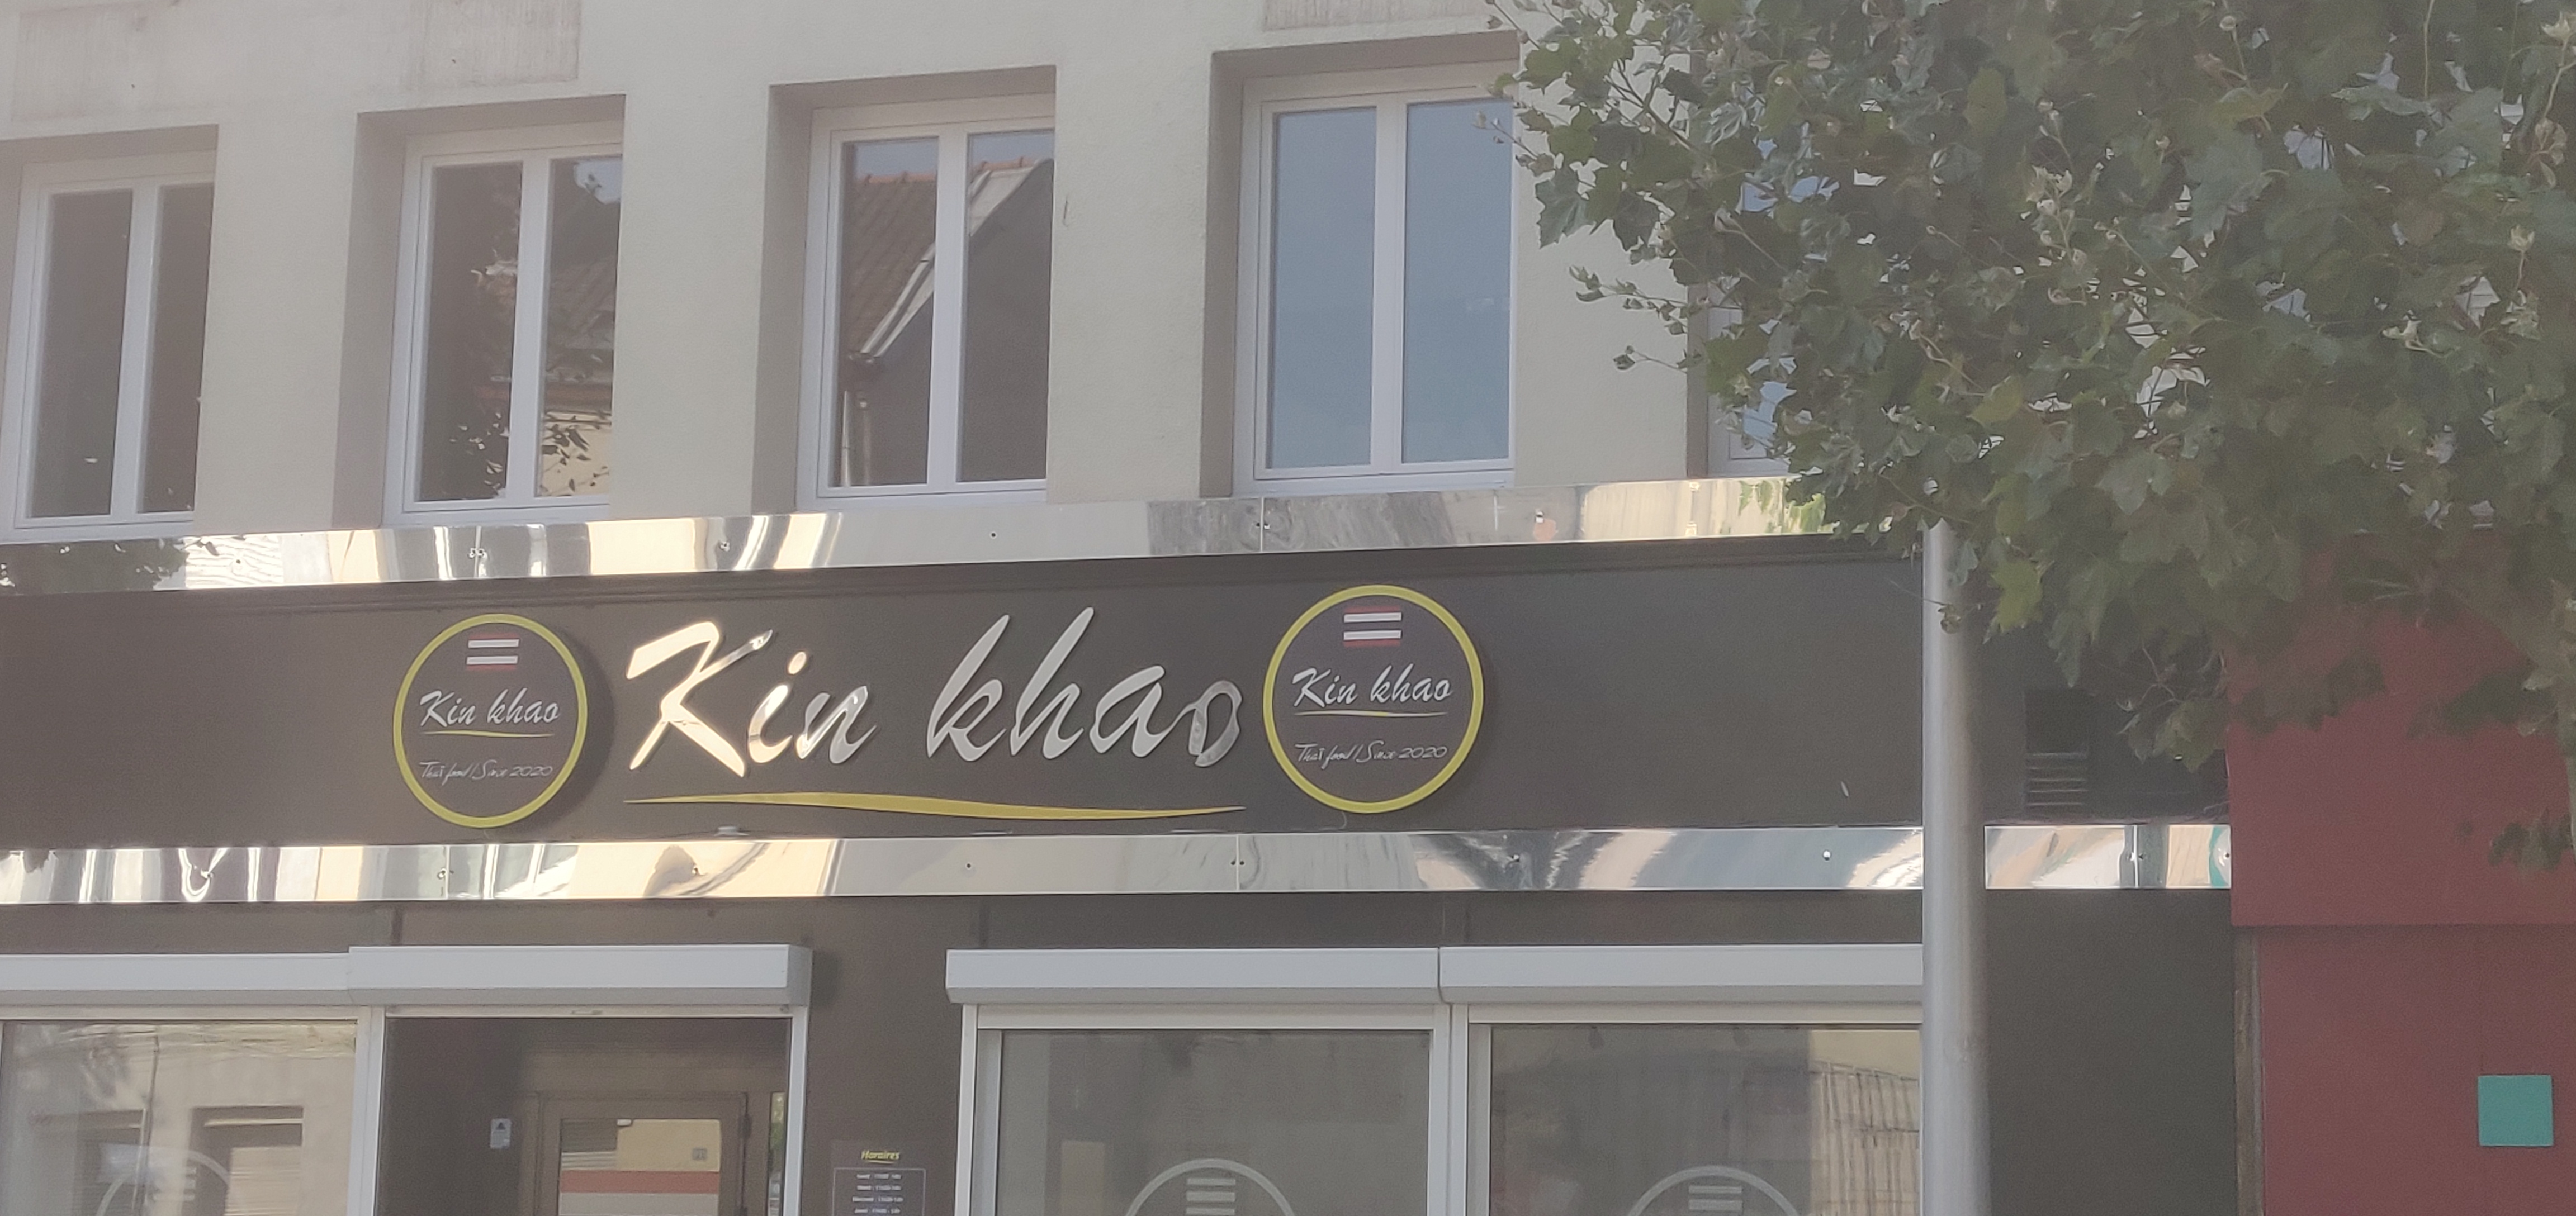 Kin khao
Thaï food / Since 2020
Kin khao
Kin khao
Thaï food / Since 2020
Horaires